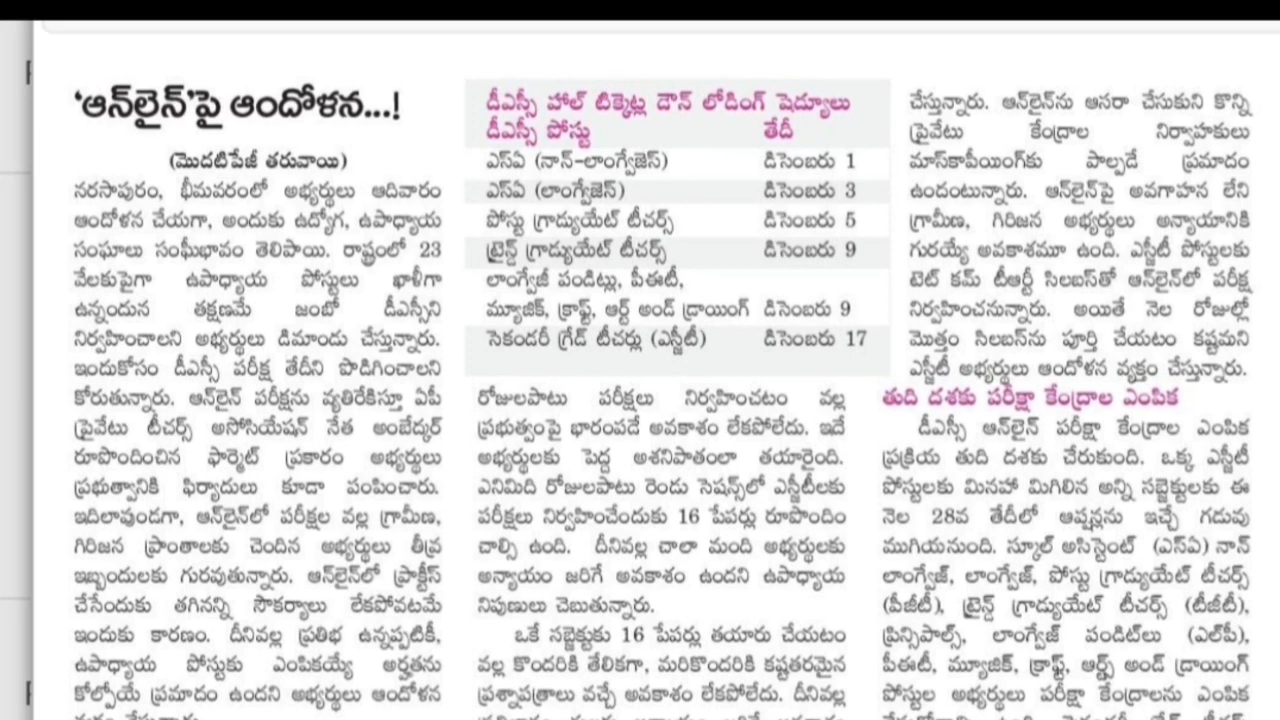 ‘ఆన్‌లైన్’పై ఆందోళన...!
(మొదటిపేజీ తరువాయి)
నరసాపురం, భీమవరంలో అభ్యర్థులు ఆదివారం
ఆందోళన చేయగా, అందుకు ఉద్యోగ, ఉపాధ్యాయ
సంఘాలు సంఘీభావం తెలిపాయి. రాష్ట్రంలో 23
వేలకుపైగా ఉపాధ్యాయ పోస్టులు ఖాళీగా
ఉన్నందున తక్షణమే జంబో డీఎస్సీని
నిర్వహించాలని అభ్యర్థులు డిమాండు చేస్తున్నారు.
ఇందుకోసం డీఎస్సీ పరీక్ష తేదీని పొడిగించాలని
కోరుతున్నారు. ఆన్‌లైన్ పరీక్షను వ్యతిరేకిస్తూ ఏపీ
ప్రైవేటు టీచర్స్ అసోసియేషన్ నేత అంబేద్కర్
రూపొందించిన ఫార్మెట్ ప్రకారం అభ్యర్థులు
ప్రభుత్వానికి ఫిర్యాదులు కూడా పంపించారు.
ఇదిలావుండగా, ఆన్‌లైన్‌లో పరీక్షల వల్ల గ్రామీణ,
గిరిజన ప్రాంతాలకు చెందిన అభ్యర్థులు తీవ్ర
ఇబ్బందులకు గురవుతున్నారు. ఆన్‌లైన్‌లో ప్రాక్టీస్
చేసేందుకు తగినన్ని సౌకర్యాలు లేకపోవటమే
ఇందుకు కారణం. దీనివల్ల ప్రతిభ ఉన్నప్పటికీ,
ఉపాధ్యాయ పోస్టుకు ఎంపికయ్యే అర్హతను
కోల్పోయే ప్రమాదం ఉందని అభ్యర్థులు ఆందోళన
డీఎస్సీ హాల్ టిక్కెట్ల డౌన్ లోడింగ్ షెడ్యూలు
డీఎస్సీ పోస్టు తేదీ
ఎస్ఏ (నాన్-లాంగ్వేజెస్) డిసెంబరు 1
ఎస్ఏ (లాంగ్వేజెస్) డిసెంబరు 3
పోస్టు గ్రాడ్యుయేట్ టీచర్స్ డిసెంబరు 5
ట్రైన్డ్ గ్రాడ్యుయేట్ టీచర్స్ డిసెంబరు 9
లాంగ్వేజీ పండిట్లు, పీఈటీ,
మ్యూజిక్, క్రాఫ్ట్, ఆర్ట్ అండ్ డ్రాయింగ్ డిసెంబరు 9
సెకండరీ గ్రేడ్ టీచర్లు (ఎస్జీటీ) డిసెంబరు 17
రోజులపాటు పరీక్షలు నిర్వహించటం వల్ల
ప్రభుత్వంపై భారంపడే అవకాశం లేకపోలేదు. ఇదే
అభ్యర్థులకు పెద్ద అశనిపాతంలా తయారైంది.
ఎనిమిది రోజులపాటు రెండు సెషన్స్‌లో ఎస్జీటీలకు
పరీక్షలు నిర్వహించేందుకు 16 పేపర్లు రూపొందిం
చాల్సి ఉంది. దీనివల్ల చాలా మంది అభ్యర్థులకు
అన్యాయం జరిగే అవకాశం ఉందని ఉపాధ్యాయ
నిపుణులు చెబుతున్నారు.
ఒకే సబ్జెక్టుకు 16 పేపర్లు తయారు చేయటం
వల్ల కొందరికి తేలికగా, మరికొందరికి కష్టతరమైన
ప్రశ్నాపత్రాలు వచ్చే అవకాశం లేకపోలేదు. దీనివల్ల
చేస్తున్నారు. ఆన్‌లైన్‌ను ఆసరా చేసుకుని కొన్ని
ప్రైవేటు కేంద్రాల నిర్వాహకులు
మాస్‌కాపీయింగ్‌కు పాల్పడే ప్రమాదం
ఉందంటున్నారు. ఆన్‌లైన్‌పై అవగాహన లేని
గ్రామీణ, గిరిజన అభ్యర్థులు అన్యాయానికి
గురయ్యే అవకాశమూ ఉంది. ఎస్జీటీ పోస్టులకు
టెట్ కమ్ టీఆర్టీ సిలబస్‌తో ఆన్‌లైన్‌లో పరీక్ష
నిర్వహించనున్నారు. అయితే నెల రోజుల్లో
మొత్తం సిలబస్‌ను పూర్తి చేయటం కష్టమని
ఎస్జీటీ అభ్యర్థులు ఆందోళన వ్యక్తం చేస్తున్నారు.
తుది దశకు పరీక్షా కేంద్రాల ఎంపిక
డీఎస్సీ ఆన్‌లైన్ పరీక్షా కేంద్రాల ఎంపిక
ప్రక్రియ తుది దశకు చేరుకుంది. ఒక్క ఎస్జీటీ
పోస్టులకు మినహా మిగిలిన అన్ని సబ్జెక్టులకు ఈ
నెల 28వ తేదీలో ఆప్షన్లను ఇచ్చే గడువు
ముగియనుంది. స్కూల్ అసిస్టెంట్ (ఎస్ఏ) నాన్
లాంగ్వేజ్, లాంగ్వేజ్, పోస్టు గ్రాడ్యుయేట్ టీచర్స్
(పీజీటీ), ట్రైన్డ్ గ్రాడ్యుయేట్ టీచర్స్ (టీజీటీ),
ప్రిన్సిపాల్స్, లాంగ్వేజ్ పండిట్‌లు (ఎల్‌పీ),
పీఈటీ, మ్యూజిక్, క్రాఫ్ట్, ఆర్ట్స్ అండ్ డ్రాయింగ్
పోస్టుల అభ్యర్థులు పరీక్షా కేంద్రాలను ఎంపిక